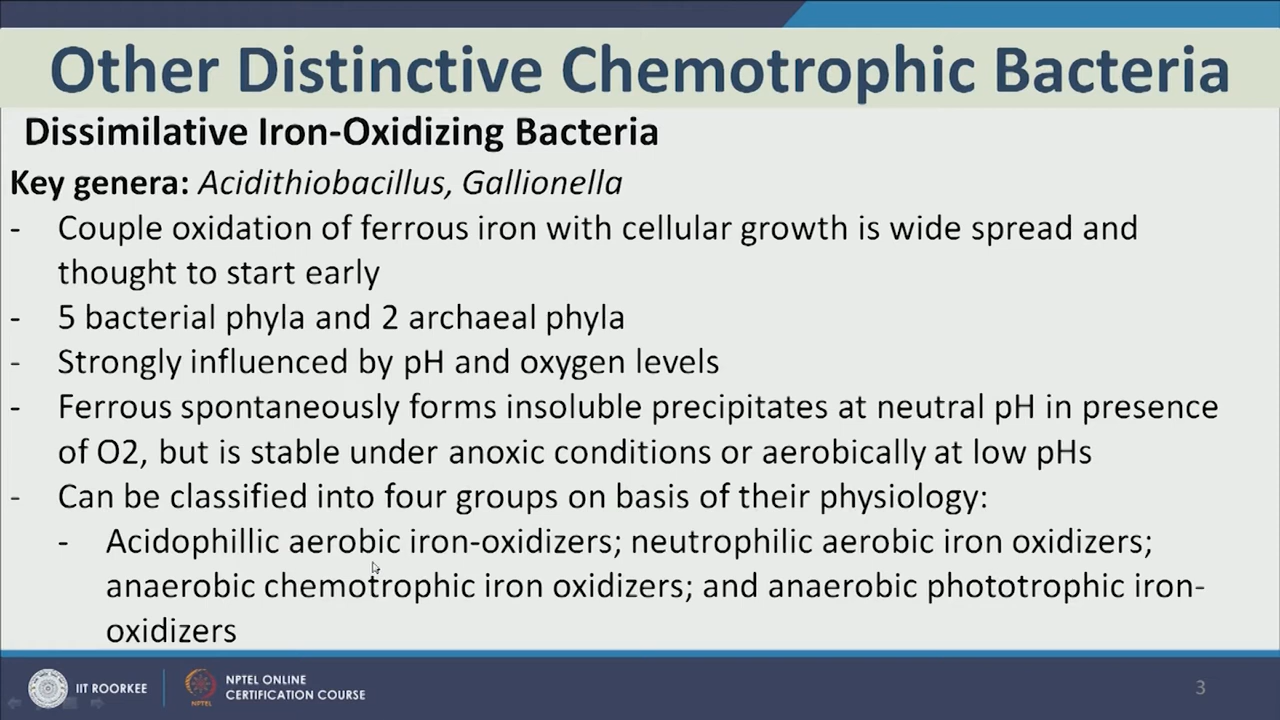 Other Distinctive Chemotrophic Bacteria
Dissimilative Iron-Oxidizing Bacteria
Key genera: Acidithiobacillus, Gallionella
- Couple oxidation of ferrous iron with cellular growth is wide spread and
thought to start early
- 5 bacterial phyla and 2 archaeal phyla
- Strongly influenced by pH and oxygen levels
- Ferrous spontaneously forms insoluble precipitates at neutral pH in presence
of O2, but is stable under anoxic conditions or aerobically at low pHs
- Can be classified into four groups on basis of their physiology:
- Acidophillic aerobic iron-oxidizers; neutrophilic aerobic iron oxidizers;
anaerobic chemotrophic iron oxidizers; and anaerobic phototrophic iron-
oxidizers
IIT ROORKEE
NPTEL
NPTEL ONLINE
CERTIFICATION COURSE
3